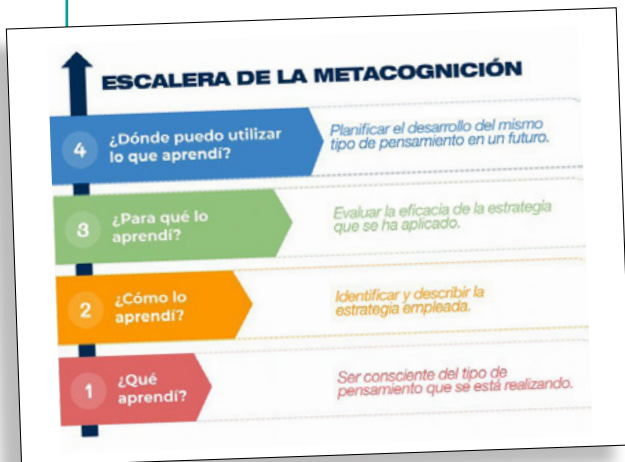 ESCALERA DE LA METACOGNICIÓN
4
¿Dónde puedo utilizar
lo que aprendí?
Planificar el desarrollo del mismo
tipo de pensamiento en un futuro.
3
¿Para qué lo
aprendí?
Evaluar la eficacia de la estrategia
que se ha aplicado.
2
¿Cómo lo
aprendí?
Identificar y describir la
estrategia empleada.
1
¿Qué
aprendí?
Ser consciente del tipo de
pensamiento que se está realizando.